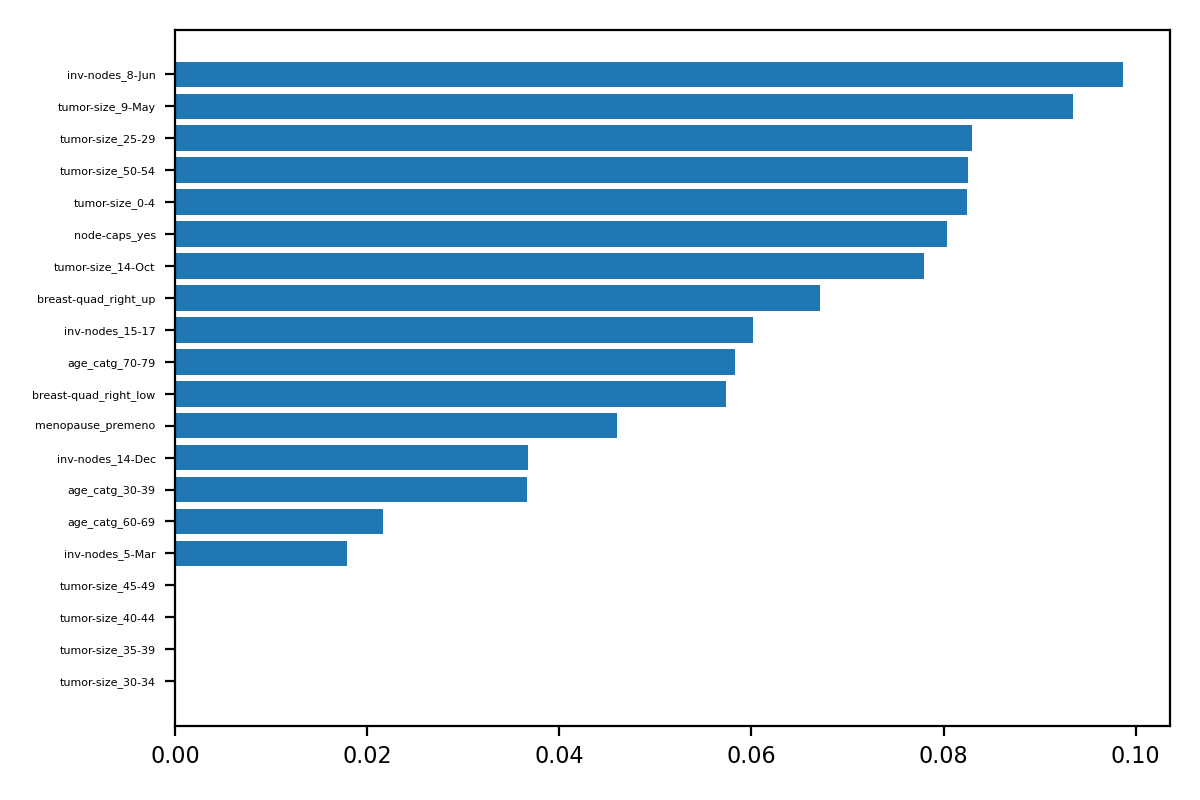 inv-nodes_8-Jun
tumor-size_9-May
tumor-size_25-29
tumor-size_50-54
tumor-size_0-4
node-caps_yes
tumor-size_14-Oct
breast-quad_right_up
inv-nodes_15-17
age_catg_70-79
breast-quad_right_low
menopause_premeno
inv-nodes_14-Dec
age_catg_30-39
age_catg_60-69
inv-nodes_5-Mar
tumor-size_45-49
tumor-size_40-44
tumor-size_35-39
tumor-size_30-34
0.00 0.02 0.04 0.06 0.08 0.10